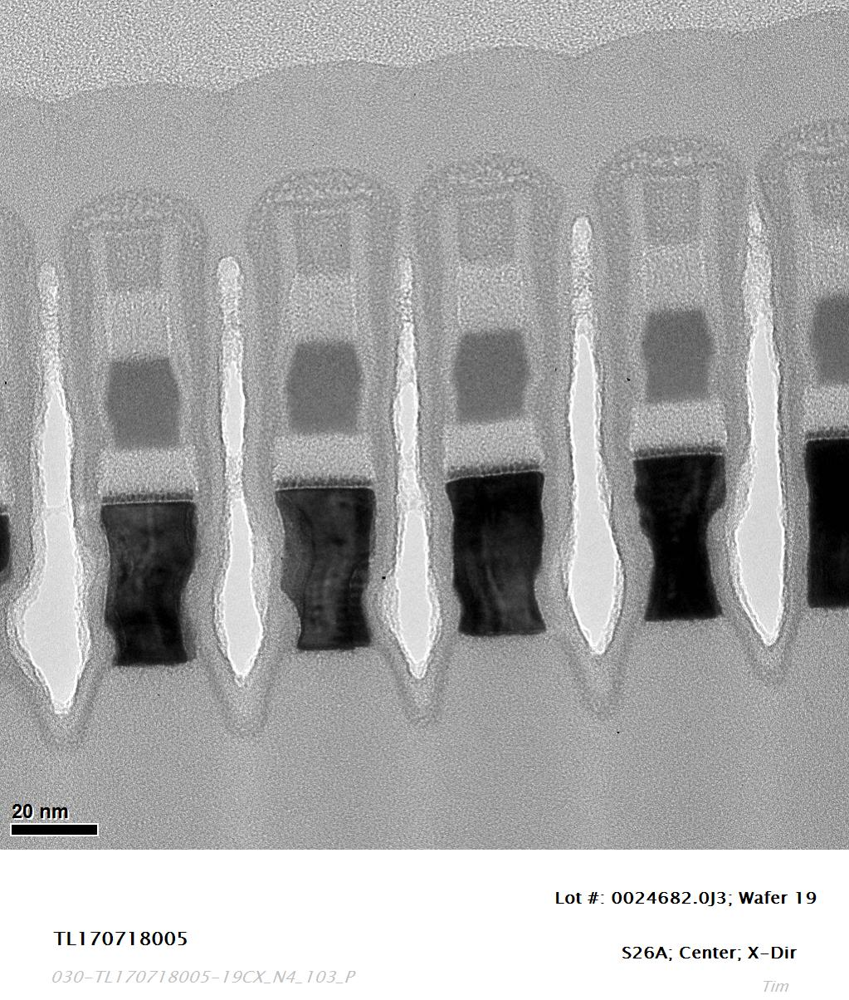 20 nm
Lot #: 0024682.0J3; Wafer 19
TL170718005
S26A; Center; X-Dir
030-TL170718005-19CX_N4_103_P
Tim